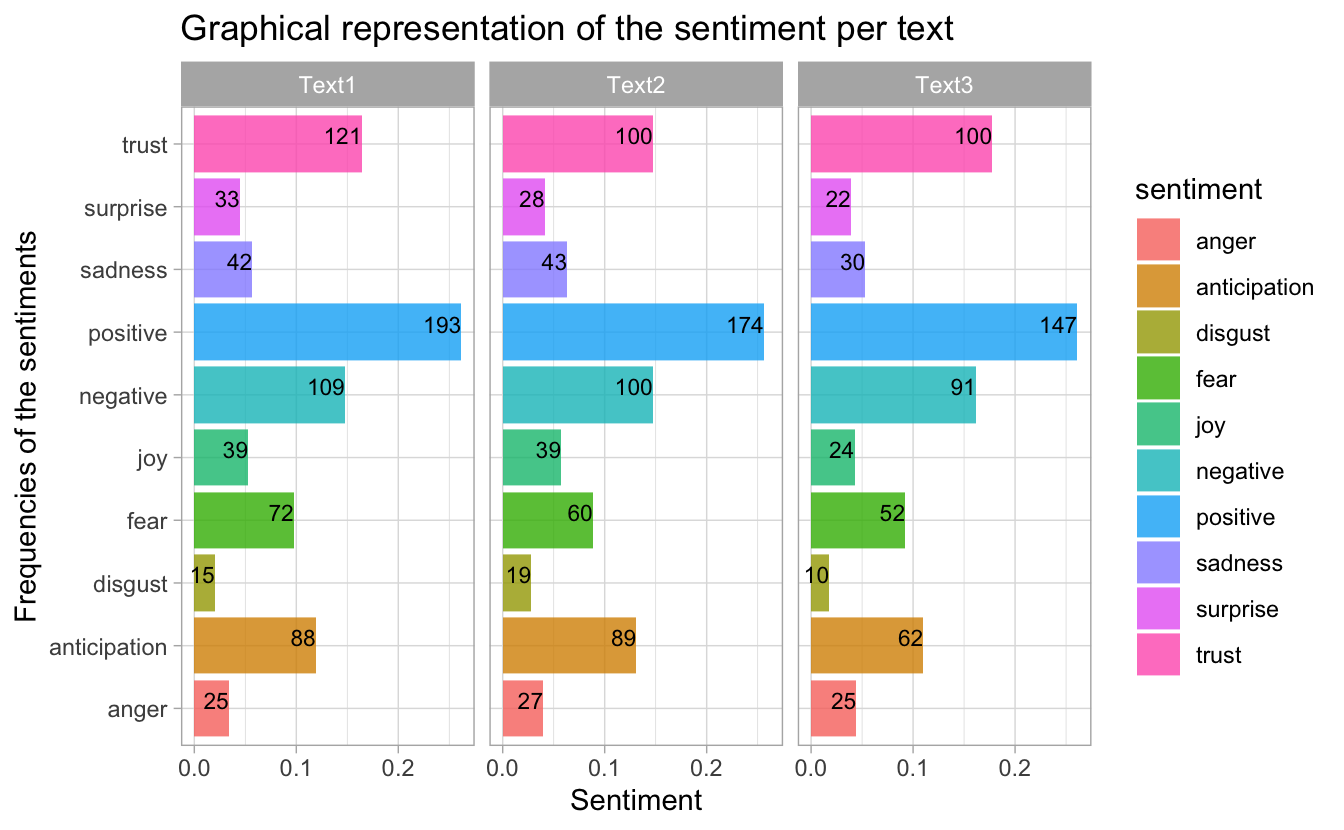 Graphical representation of the sentiment per text
Text1 Text2 Text3
Frequencies of the sentiments
trust 121 100 100
surprise 33 28 22
sadness 42 43 30
positive 193 174 147
negative 109 100 91
joy 39 39 24
fear 72 60 52
disgust 15 19 10
anticipation 88 89 62
anger 25 27 25
0.0 0.1 0.2 0.0 0.1 0.2 0.0 0.1 0.2
Sentiment
sentiment
anger
anticipation
disgust
fear
joy
negative
positive
sadness
surprise
trust